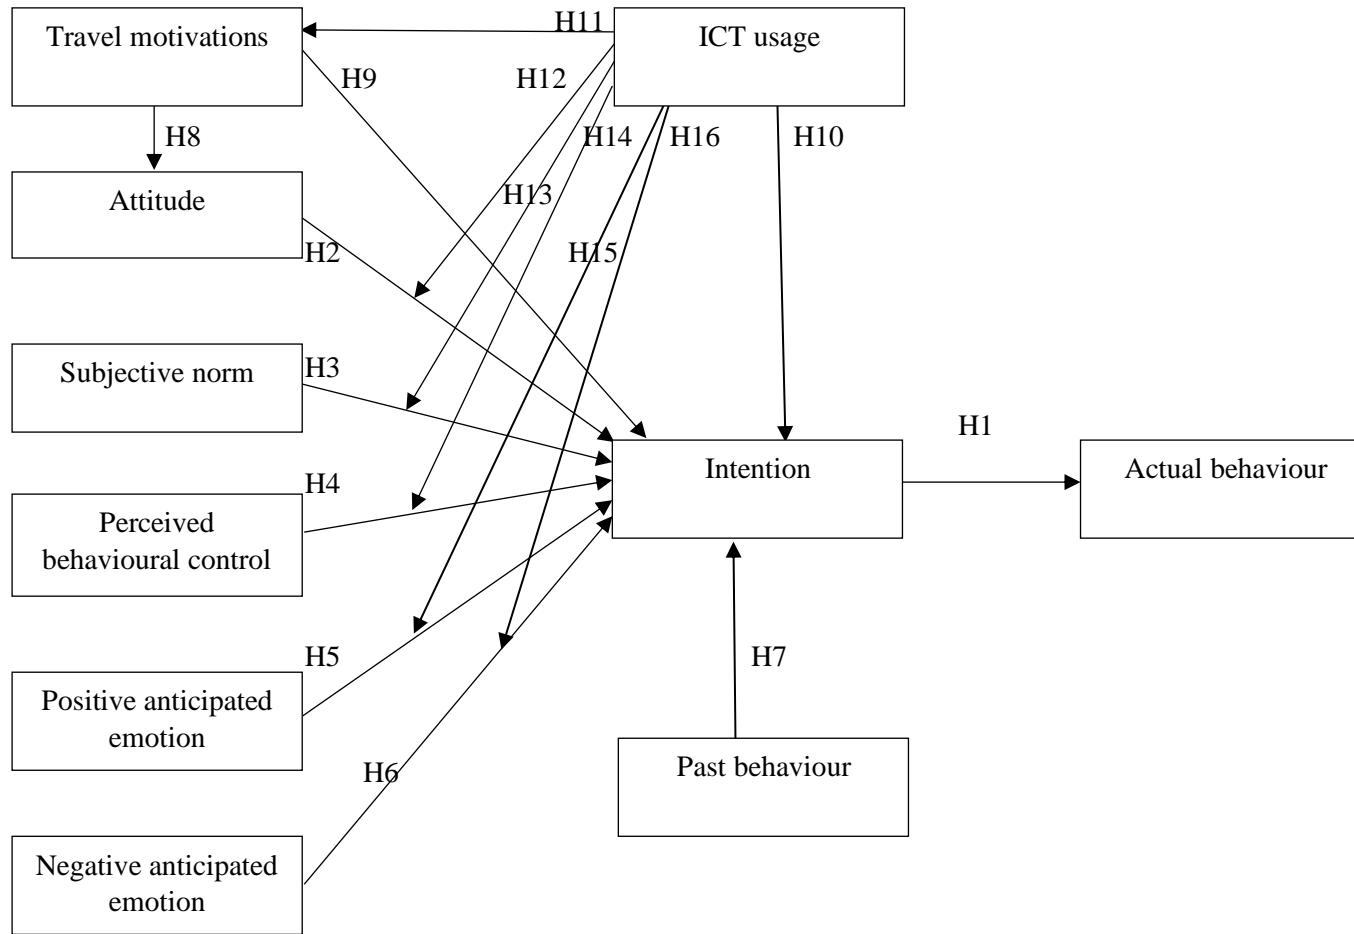 H11
Travel motivations
ICT usage
H9
H12
H8
H14
H16
H10
Attitude
H13
H2
H15
Subjective norm
H3
H1
Intention
Actual behaviour
H4
Perceived
behavioural control
H5
H7
Positive anticipated
emotion
H6
Past behaviour
Negative anticipated
emotion